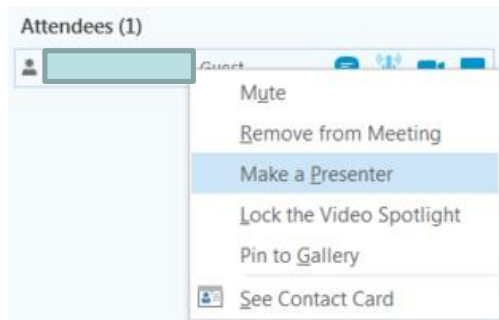 Attendees (1)
Guest
Mute
Remove from Meeting
Make a Presenter
Lock the Video Spotlight
Pin to Gallery
See Contact Card